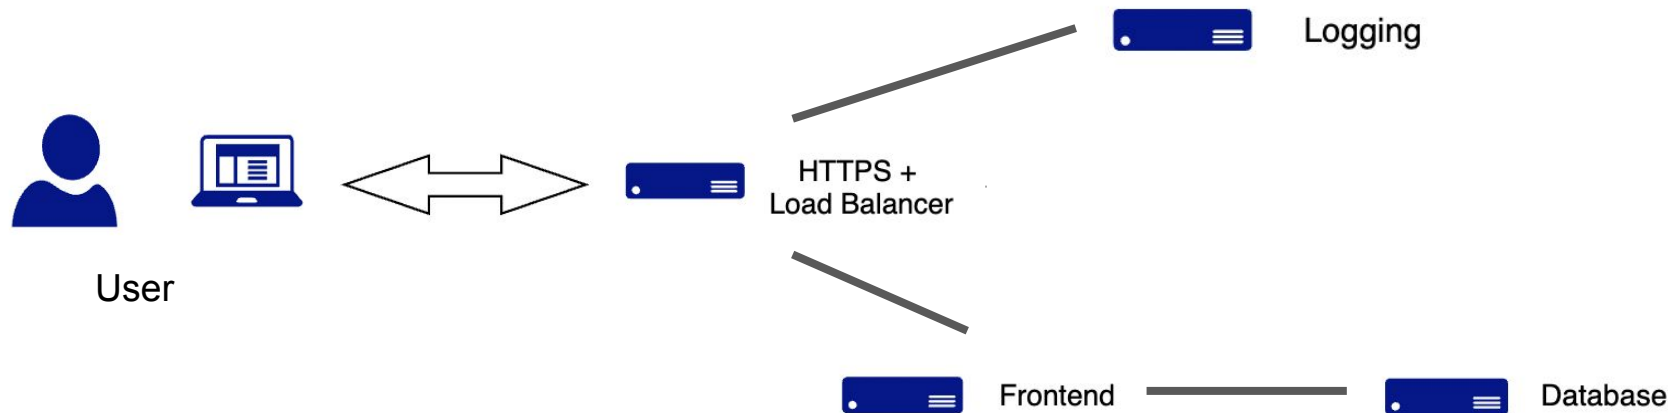 Logging
HTTPS +
Load Balancer
User
Frontend
Database